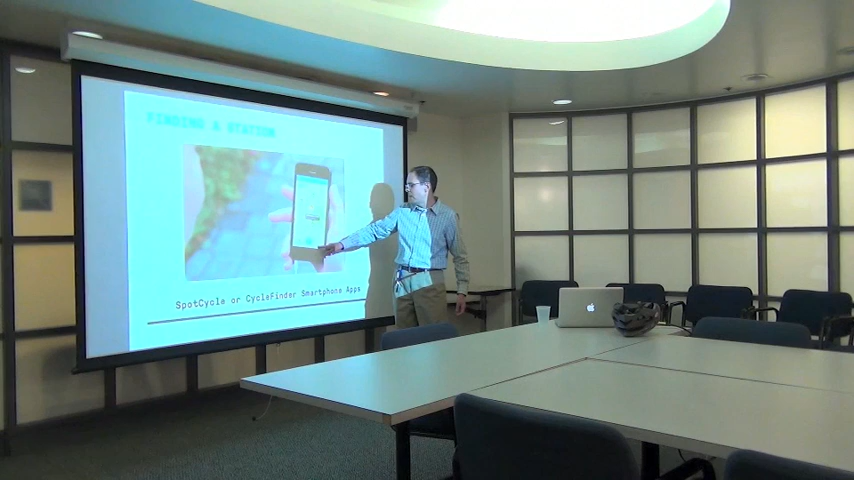 FINDING A STATION
SpotCycle or CycleFinder Smartphone Apps